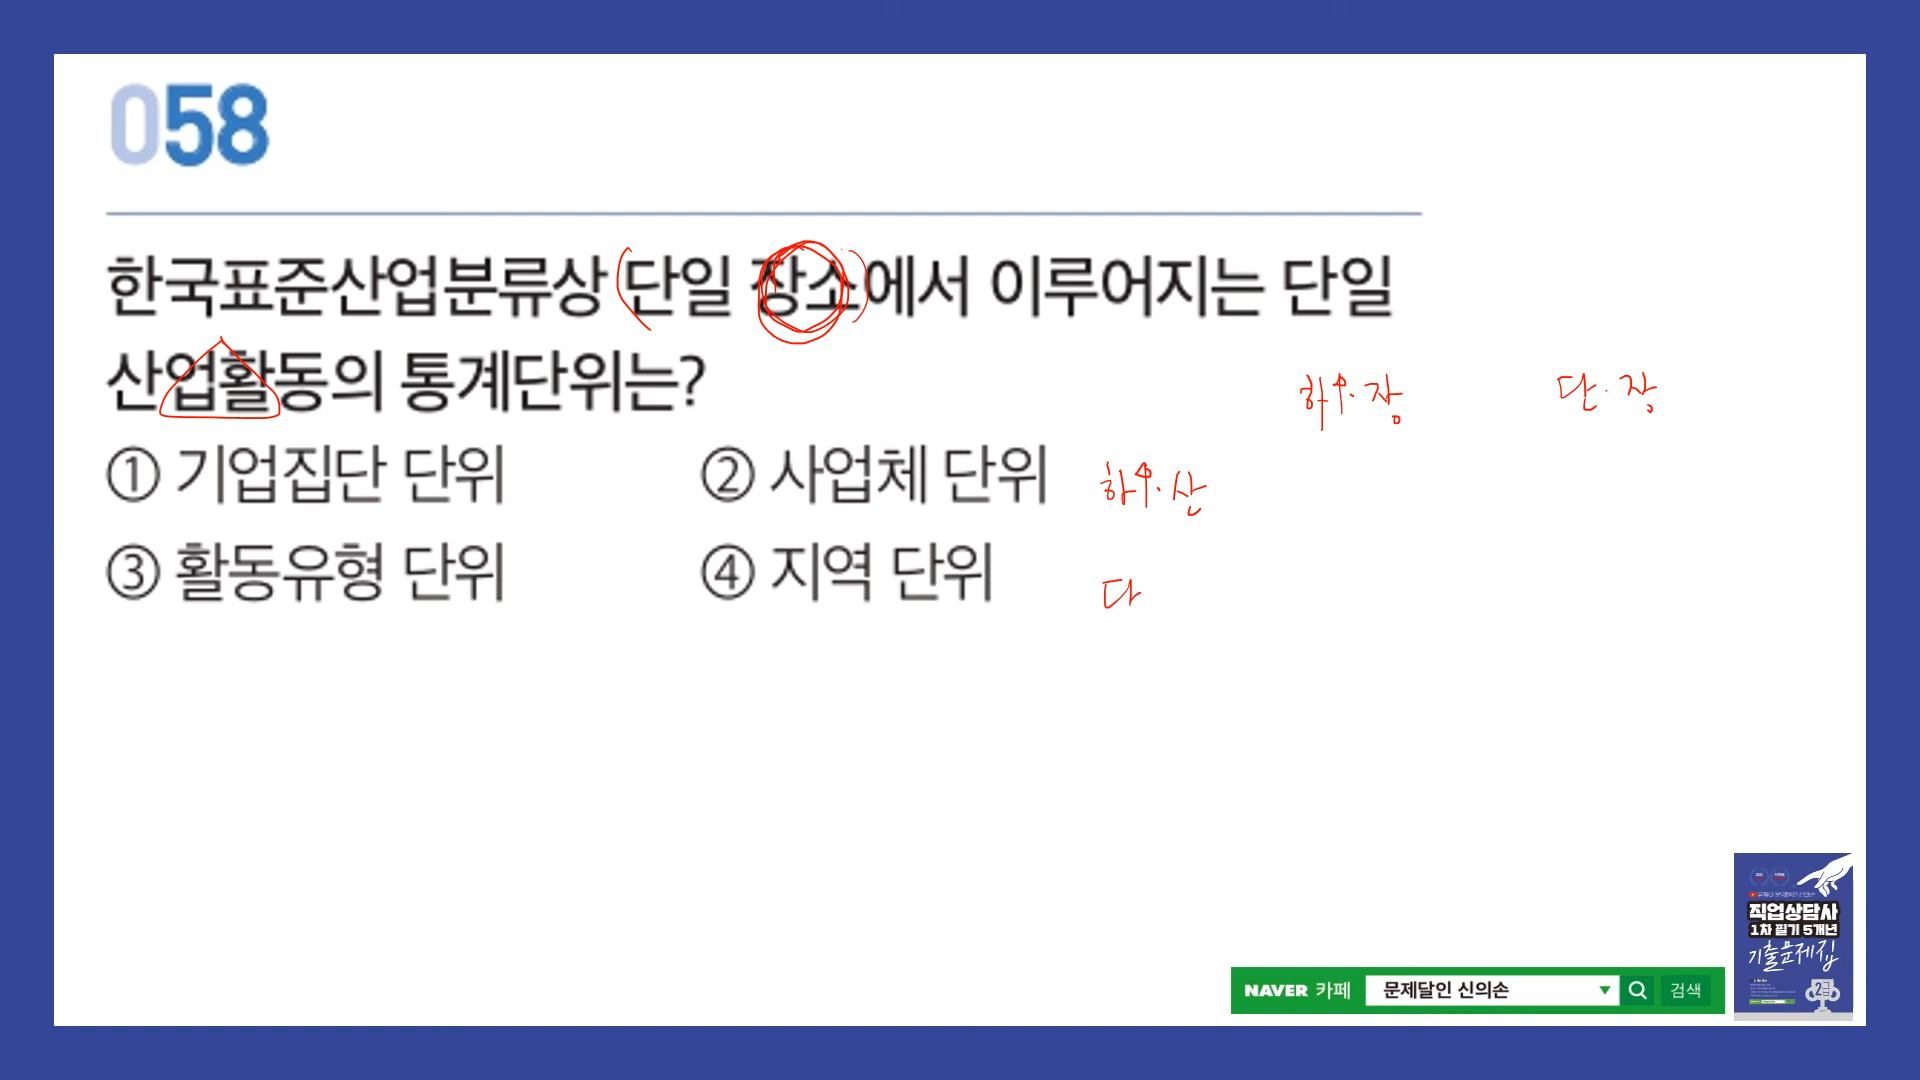 058
한국표준산업분류상 단일 장소에서 이루어지는 단일
산업활동의 통계단위는?
하↑·장 단·장
① 기업집단 단위 ② 사업체 단위
하↑·산
③ 활동유형 단위 ④ 지역 단위
다
NAVER 카페 문제달인 신의손 검색
직업상담사
1차 필기 5개년
기출문제집
2급